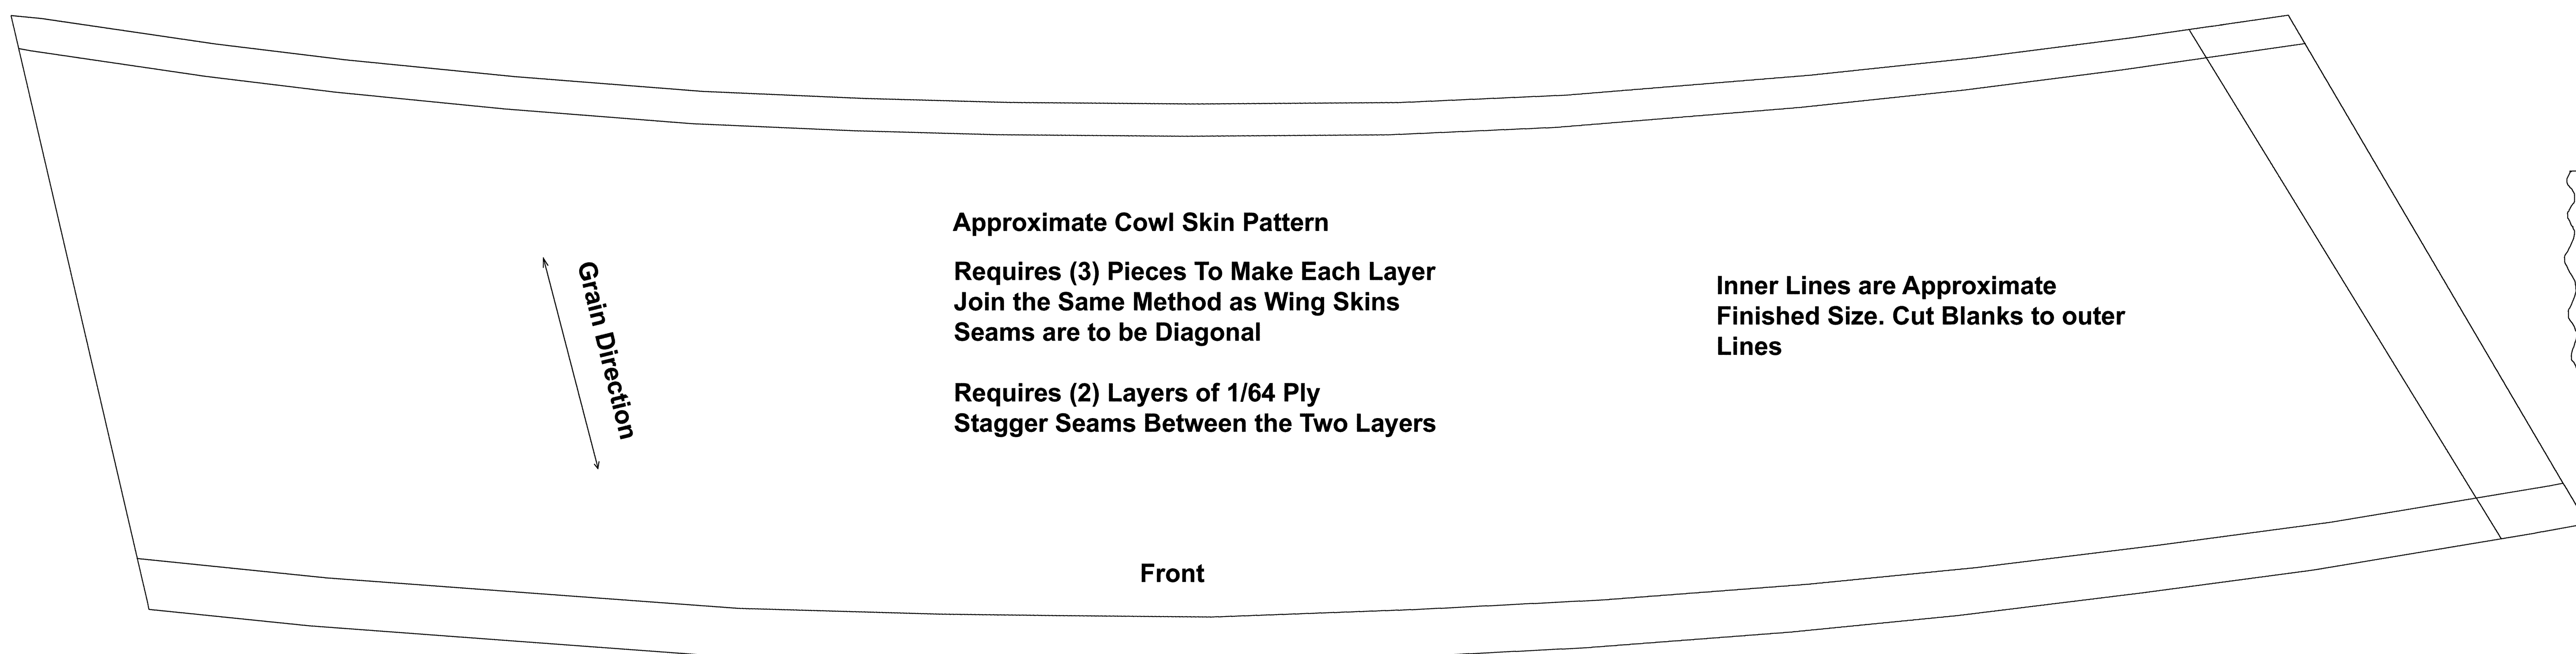 Approximate Cowl Skin Pattern
Requires (3) Pieces To Make Each Layer
Join the Same Method as Wing Skins
Seams are to be Diagonal
Requires (2) Layers of 1/64 Ply
Stagger Seams Between the Two Layers
Inner Lines are Approximate
Finished Size. Cut Blanks to outer
Lines
Grain Direction
Front